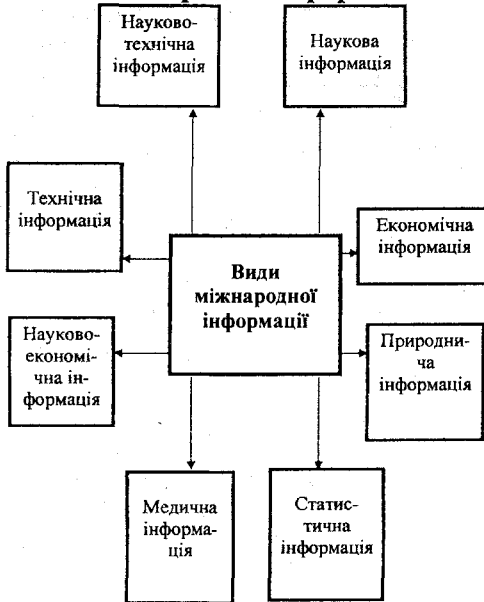 Науково-
технічна
інформація
Наукова
інформація
Технічна
інформація
Економічна
інформація
Види
міжнародної
інформації
Науково-
економі-
чна ін-
формація
Природни-
ча
інформація
Медична
інформа-
ція
Статис-
тична
інформація